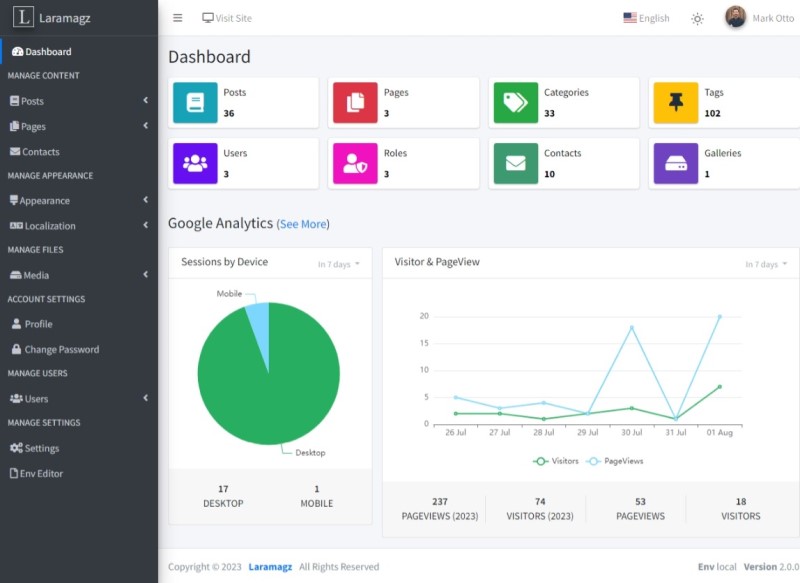 L Laramagz
Visit Site
English
Mark Otto
Dashboard
MANAGE CONTENT
Posts
Pages
Contacts
MANAGE APPEARANCE
Appearance
Localization
MANAGE FILES
Media
ACCOUNT SETTINGS
Profile
Change Password
MANAGE USERS
Users
MANAGE SETTINGS
Settings
Env Editor
Dashboard
Posts
36
Pages
3
Categories
33
Tags
102
Users
3
Roles
3
Contacts
10
Galleries
1
Google Analytics (See More)
Sessions by Device
In 7 days
Mobile
Desktop
17
DESKTOP
1
MOBILE
Visitor & PageView
In 7 days
20
15
10
5
0
26 Jul 27 Jul 28 Jul 29 Jul 30 Jul 31 Jul 01 Aug
Visitors PageViews
237
PAGEVIEWS (2023)
74
VISITORS (2023)
53
PAGEVIEWS
18
VISITORS
Copyright © 2023 Laramagz All Rights Reserved
Env local Version 2.0.0